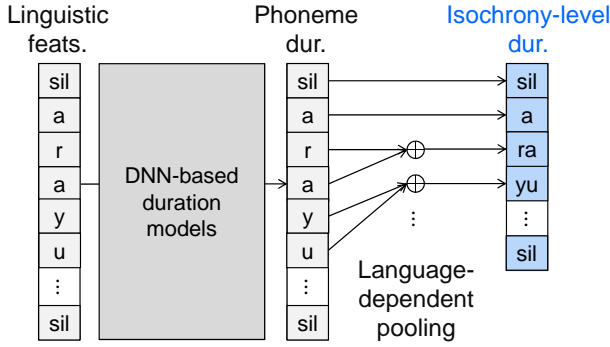 Linguistic
feats.
sil
a
r
a
y
u
⋮
sil
DNN-based
duration
models
Phoneme
dur.
sil
a
r
a
y
u
⋮
sil
⋮
Language-
dependent
pooling
Isochrony-level
dur.
sil
a
ra
yu
⋮
sil